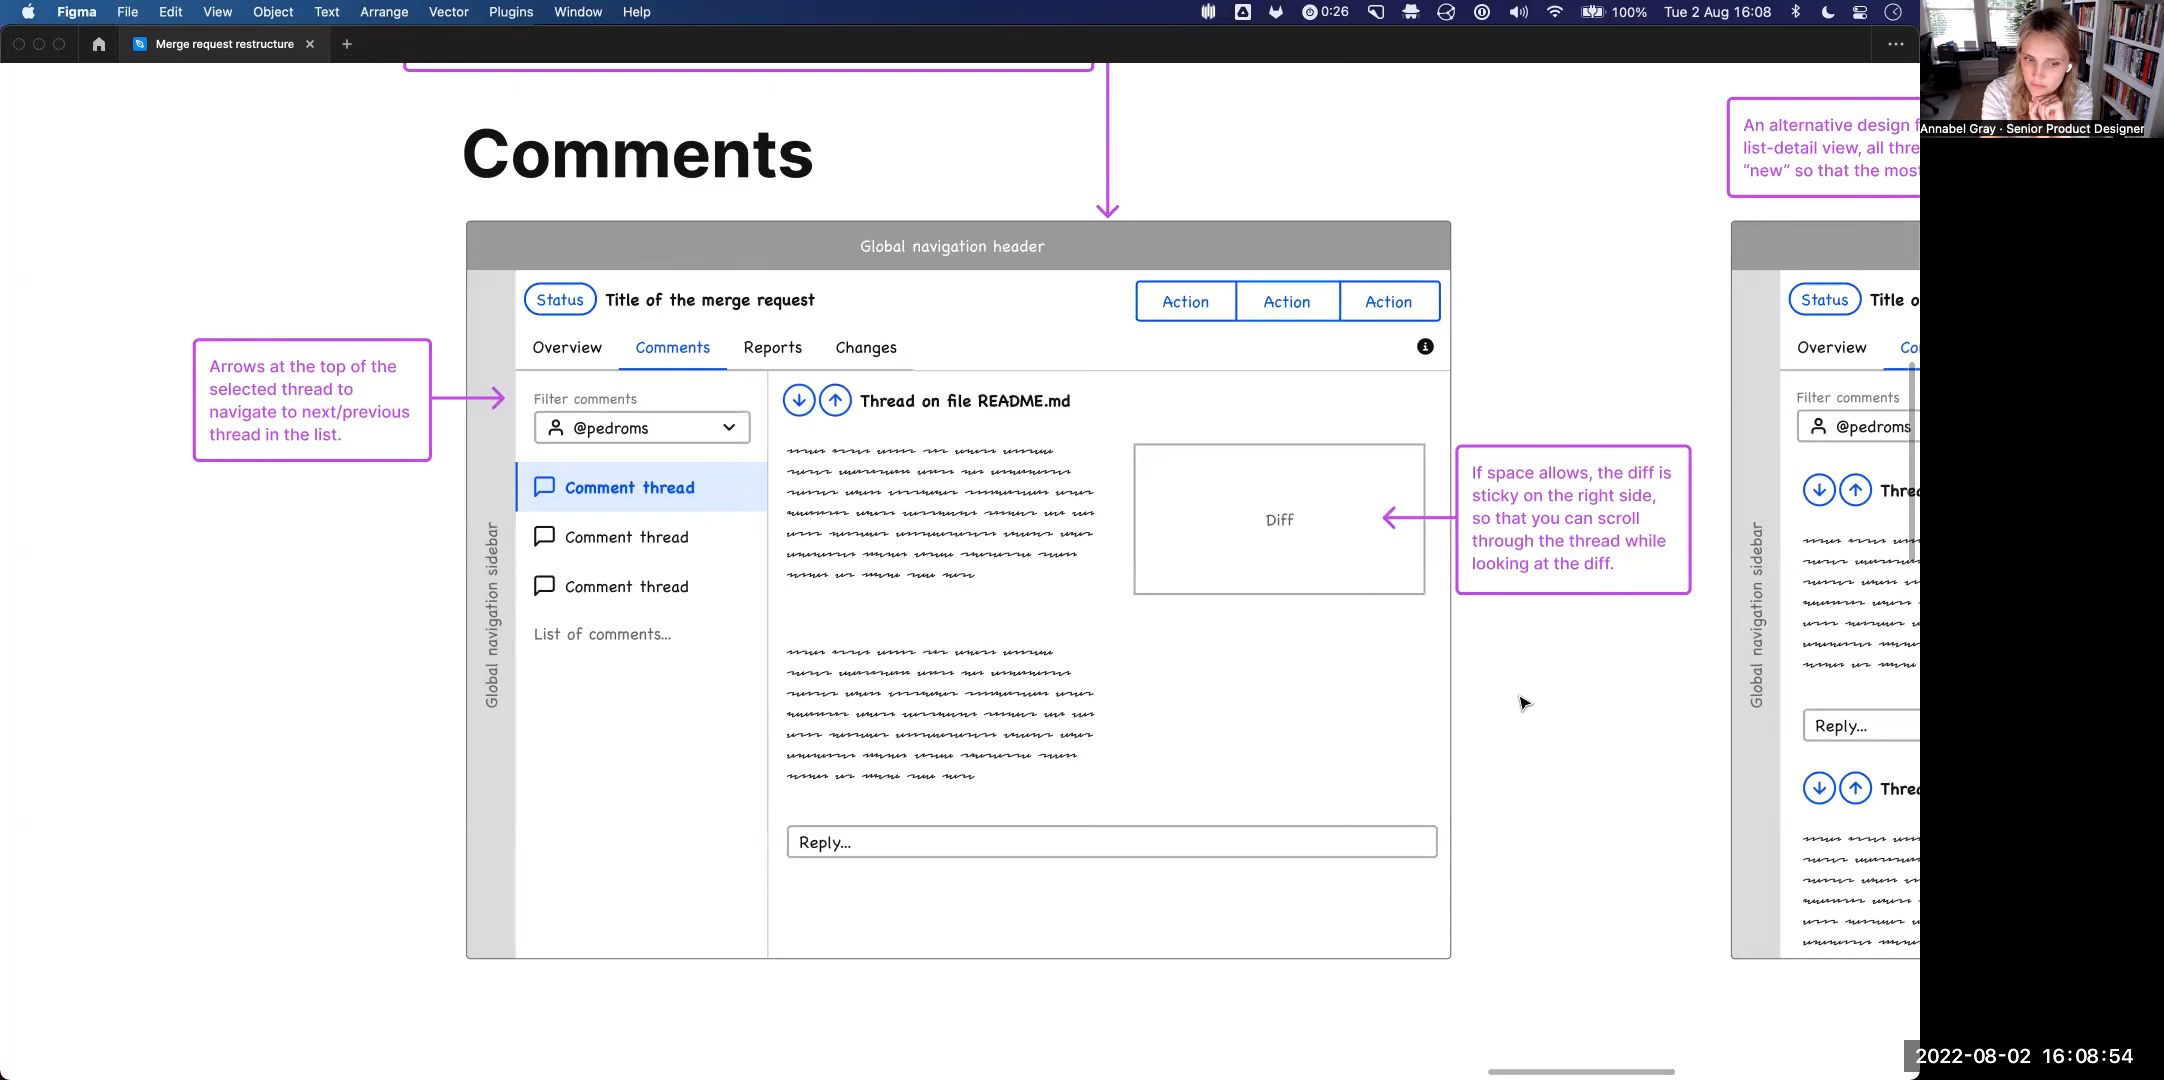 Figma File Edit View Object Text Arrange Vector Plugins Window Help
0:26 100% Tue 2 Aug 16:08
Merge request restructure
Annabel Gray · Senior Product Designer
Comments
An alternative design f
list-detail view, all thre
"new" so that the most
Global navigation header
Status Title of the merge request Action Action Action
Overview Comments Reports Changes
Arrows at the top of the
selected thread to
navigate to next/previous
thread in the list.
Filter comments
@pedroms
Comment thread
Comment thread
Comment thread
List of comments...
Global navigation sidebar
Thread on file README.md
Diff
Reply...
If space allows, the diff is
sticky on the right side,
so that you can scroll
through the thread while
looking at the diff.
Status Title o
Overview Co
Filter comments
@pedroms
Global navigation sidebar
Threa
Reply...
Threa
2022-08-02 16:08:54